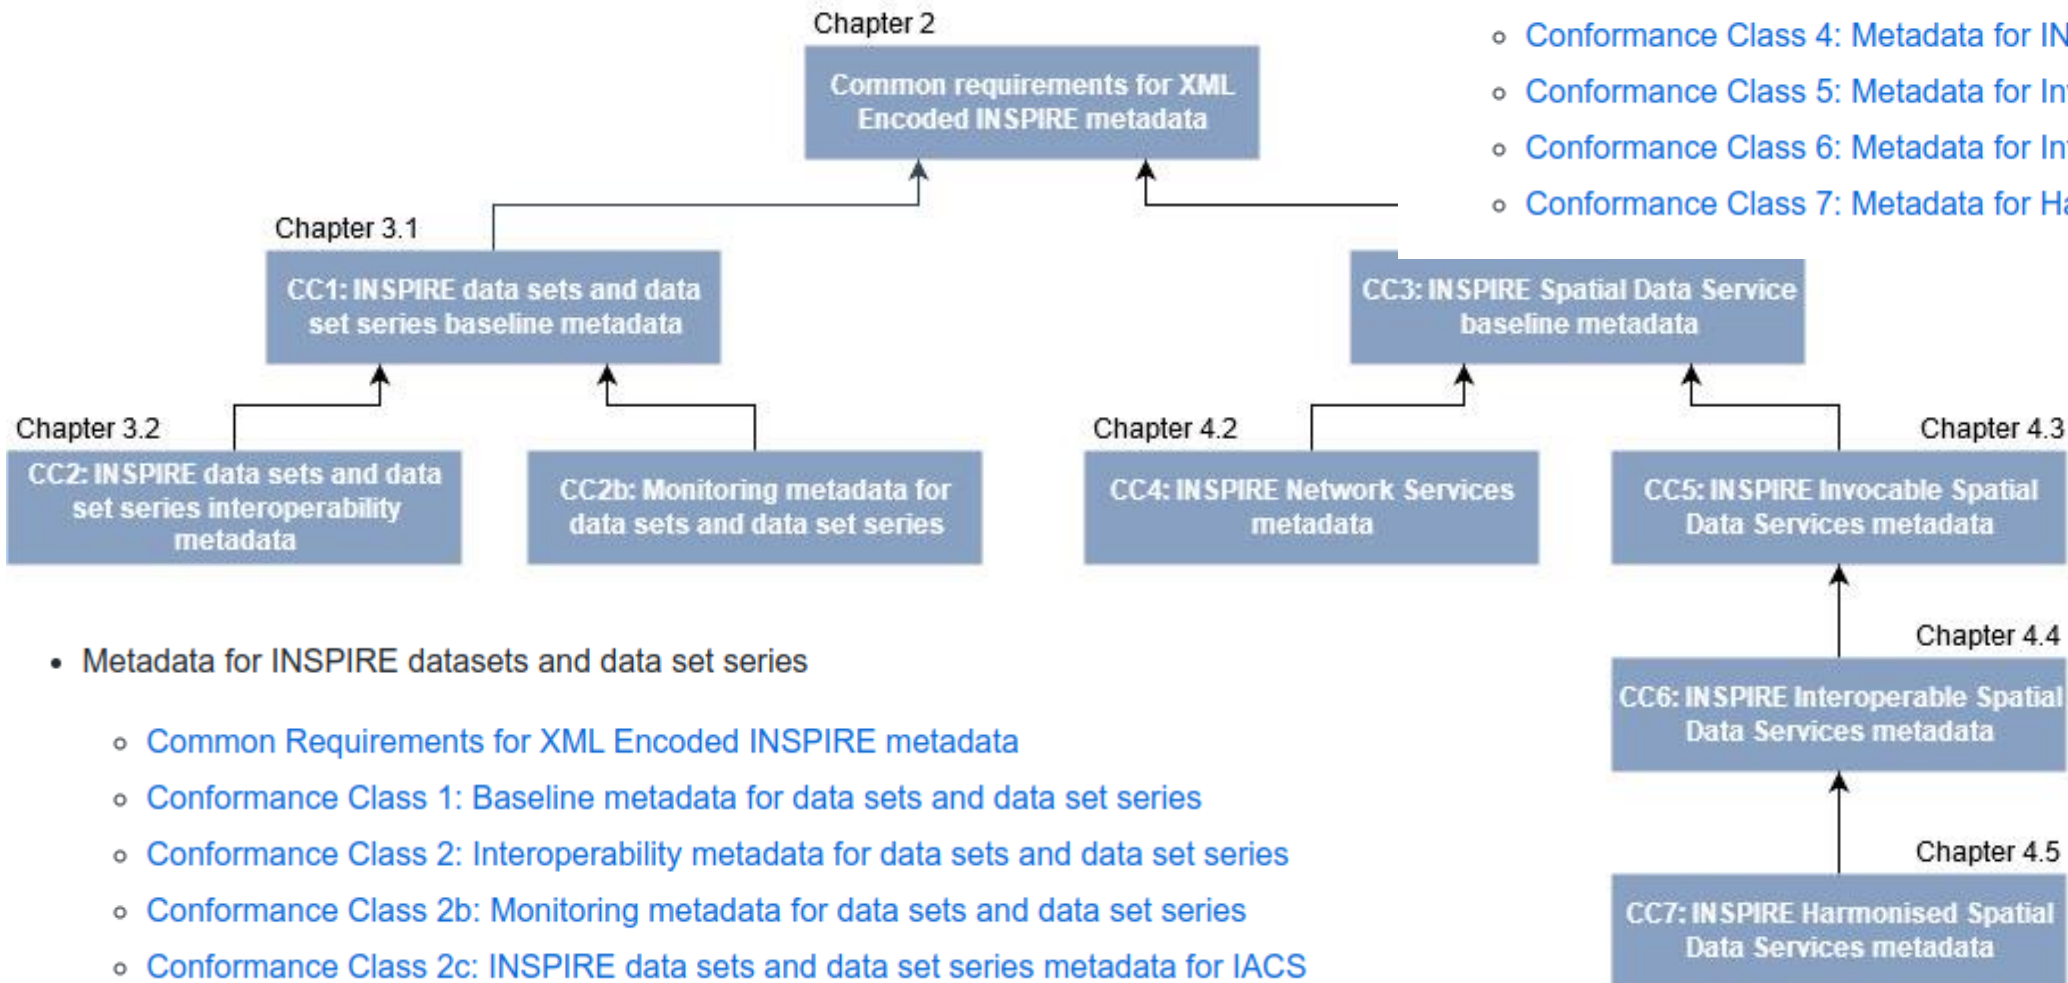 Chapter 2
Common requirements for XML
Encoded INSPIRE metadata
Conformance Class 4: Metadata for IN
Conformance Class 5: Metadata for In
Conformance Class 6: Metadata for In
Conformance Class 7: Metadata for Ha
Chapter 3.1
CC1: INSPIRE data sets and data
set series baseline metadata
CC3: INSPIRE Spatial Data Service
baseline metadata
Chapter 3.2
CC2: INSPIRE data sets and data
set series interoperability
metadata
CC2b: Monitoring metadata for
data sets and data set series
Chapter 4.2
CC4: INSPIRE Network Services
metadata
Chapter 4.3
CC5: INSPIRE Invocable Spatial
Data Services metadata
Chapter 4.4
CC6: INSPIRE Interoperable Spatial
Data Services metadata
Chapter 4.5
CC7: INSPIRE Harmonised Spatial
Data Services metadata
Metadata for INSPIRE datasets and data set series
Common Requirements for XML Encoded INSPIRE metadata
Conformance Class 1: Baseline metadata for data sets and data set series
Conformance Class 2: Interoperability metadata for data sets and data set series
Conformance Class 2b: Monitoring metadata for data sets and data set series
Conformance Class 2c: INSPIRE data sets and data set series metadata for IACS